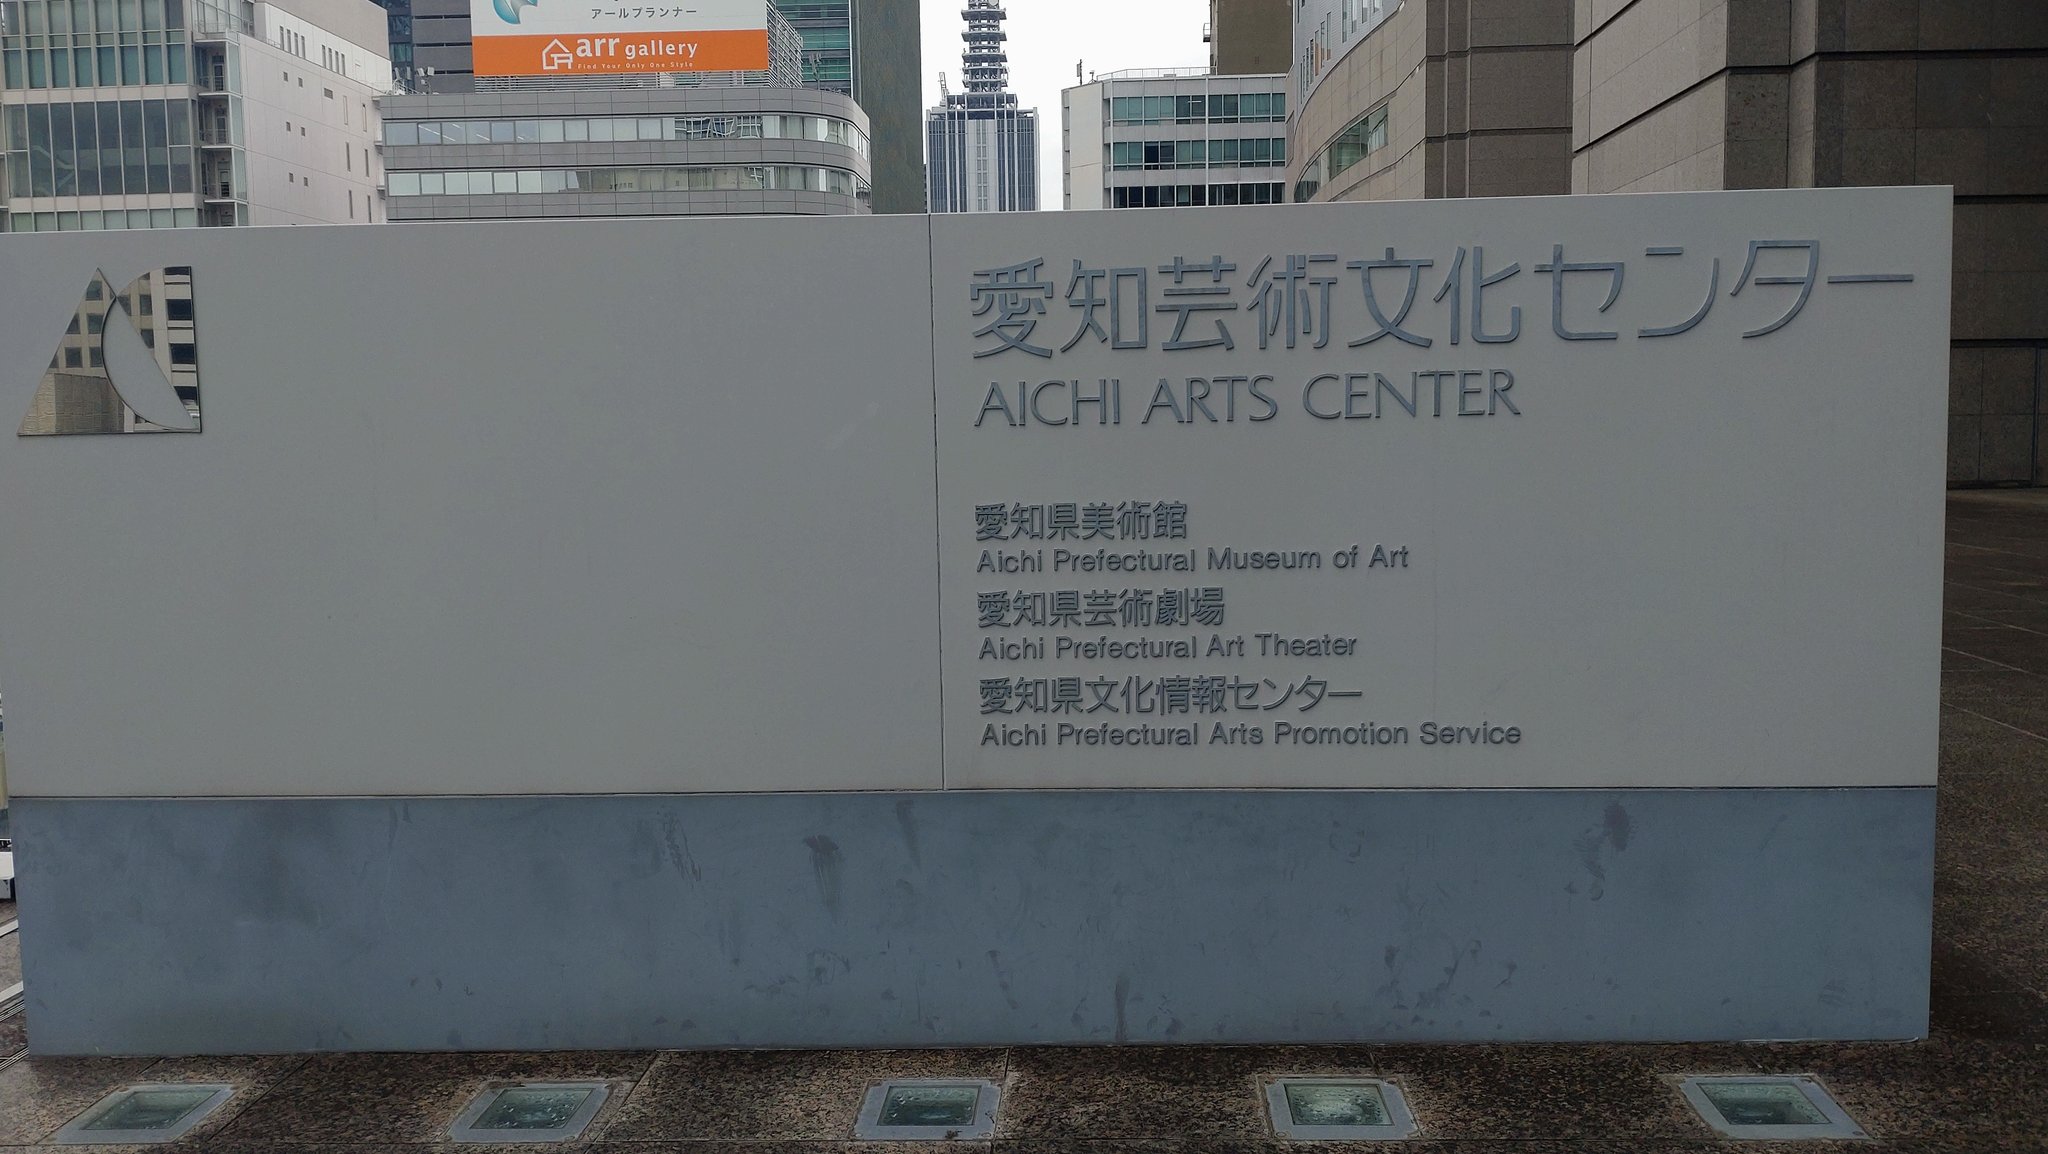 アールプランナー
arr gallery
Find Your Only One Style
愛知芸術文化センター
AICHI ARTS CENTER
愛知県美術館
Aichi Prefectural Museum of Art
愛知県芸術劇場
Aichi Prefectural Art Theater
愛知県文化情報センター
Aichi Prefectural Arts Promotion Service